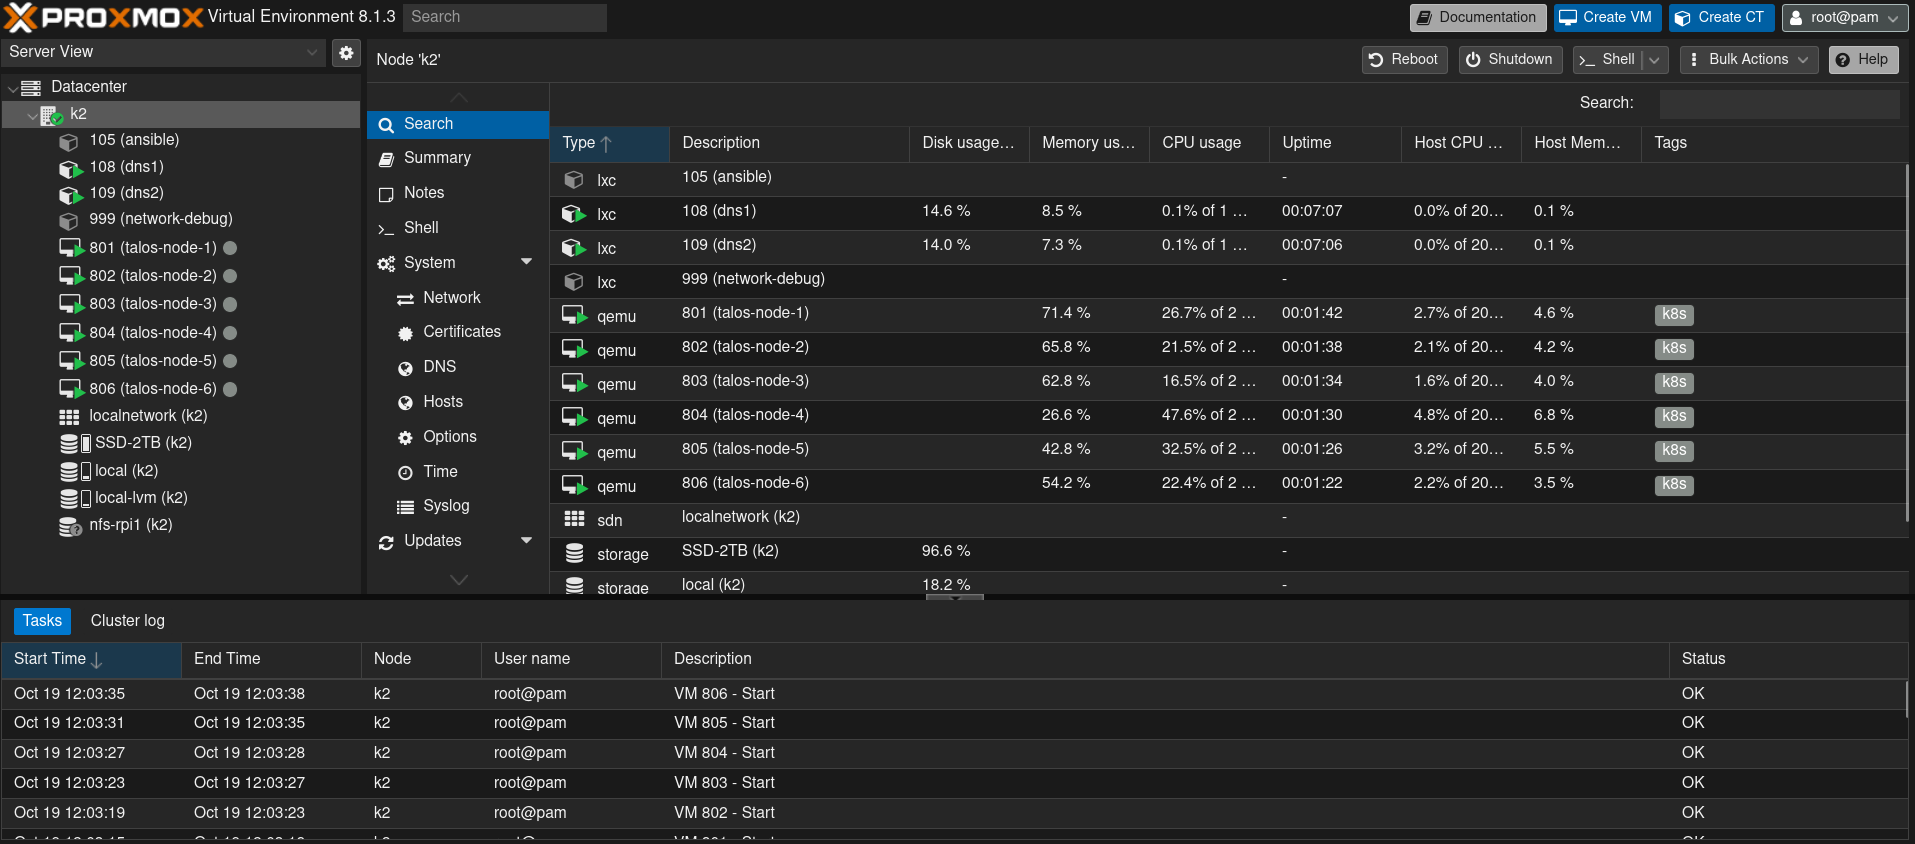 PROXMOX Virtual Environment 8.1.3 Search Documentation Create VM Create CT root@pam
Server View
Node 'k2' Reboot Shutdown Shell Bulk Actions Help
Datacenter
k2
105 (ansible)
108 (dns1)
109 (dns2)
999 (network-debug)
801 (talos-node-1)
802 (talos-node-2)
803 (talos-node-3)
804 (talos-node-4)
805 (talos-node-5)
806 (talos-node-6)
localnetwork (k2)
SSD-2TB (k2)
local (k2)
local-lvm (k2)
nfs-rpi1 (k2)
Search
Summary
Notes
Shell
System
Network
Certificates
DNS
Hosts
Options
Time
Syslog
Updates
Search:
Type Description Disk usage... Memory us... CPU usage Uptime Host CPU ... Host Mem... Tags
lxc 105 (ansible) -
lxc 108 (dns1) 14.6 % 8.5 % 0.1% of 1 ... 00:07:07 0.0% of 20... 0.1 %
lxc 109 (dns2) 14.0 % 7.3 % 0.1% of 1 ... 00:07:06 0.0% of 20... 0.1 %
lxc 999 (network-debug) -
qemu 801 (talos-node-1) 71.4 % 26.7% of 2 ... 00:01:42 2.7% of 20... 4.6 % k8s
qemu 802 (talos-node-2) 65.8 % 21.5% of 2 ... 00:01:38 2.1% of 20... 4.2 % k8s
qemu 803 (talos-node-3) 62.8 % 16.5% of 2 ... 00:01:34 1.6% of 20... 4.0 % k8s
qemu 804 (talos-node-4) 26.6 % 47.6% of 2 ... 00:01:30 4.8% of 20... 6.8 % k8s
qemu 805 (talos-node-5) 42.8 % 32.5% of 2 ... 00:01:26 3.2% of 20... 5.5 % k8s
qemu 806 (talos-node-6) 54.2 % 22.4% of 2 ... 00:01:22 2.2% of 20... 3.5 % k8s
sdn localnetwork (k2) -
storage SSD-2TB (k2) 96.6 % -
storage local (k2) 18.2 % -
Tasks Cluster log
Start Time End Time Node User name Description Status
Oct 19 12:03:35 Oct 19 12:03:38 k2 root@pam VM 806 - Start OK
Oct 19 12:03:31 Oct 19 12:03:35 k2 root@pam VM 805 - Start OK
Oct 19 12:03:27 Oct 19 12:03:28 k2 root@pam VM 804 - Start OK
Oct 19 12:03:23 Oct 19 12:03:27 k2 root@pam VM 803 - Start OK
Oct 19 12:03:19 Oct 19 12:03:23 k2 root@pam VM 802 - Start OK